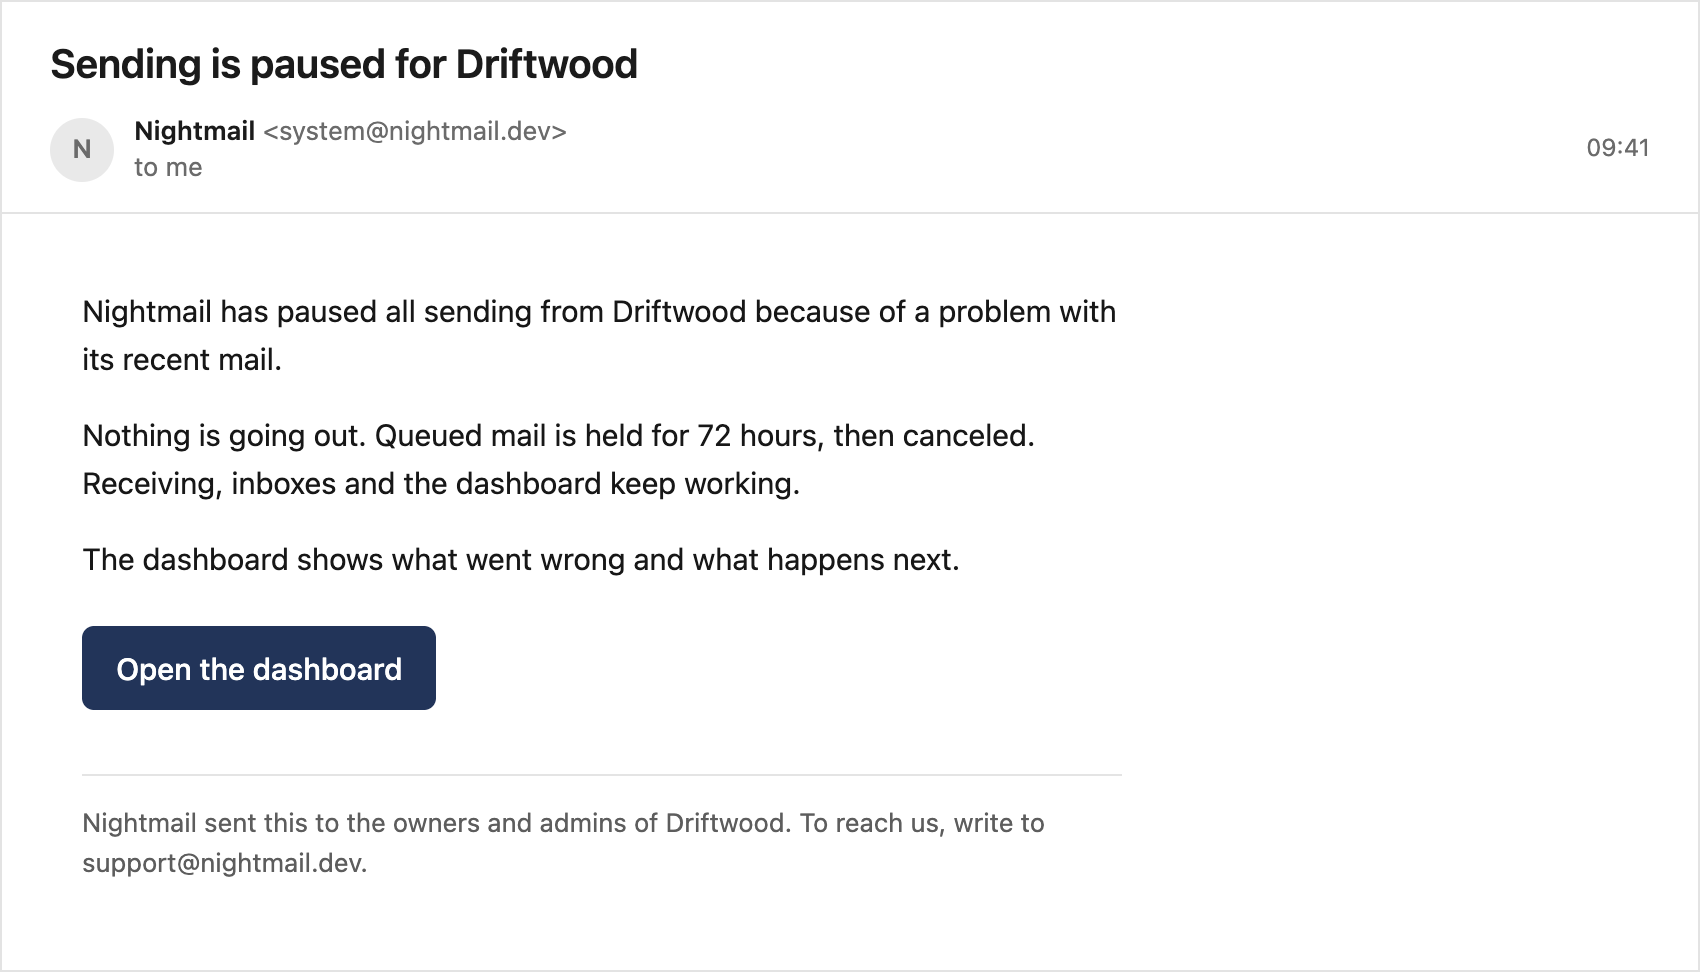 Sending is paused for Driftwood
N
Nightmail <system@nightmail.dev>
to me
09:41
Nightmail has paused all sending from Driftwood because of a problem with
its recent mail.
Nothing is going out. Queued mail is held for 72 hours, then canceled.
Receiving, inboxes and the dashboard keep working.
The dashboard shows what went wrong and what happens next.
Open the dashboard
Nightmail sent this to the owners and admins of Driftwood. To reach us, write to
support@nightmail.dev.